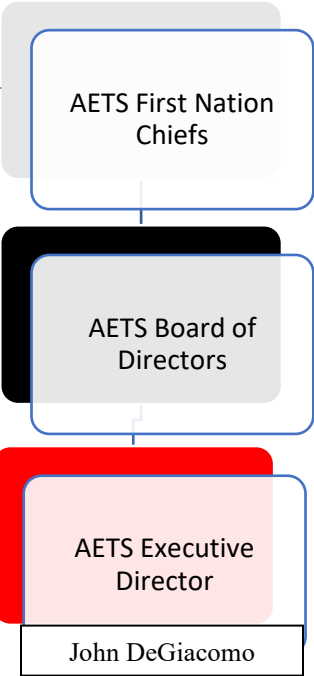 AETS First Nation
Chiefs
AETS Board of
Directors
AETS Executive
Director
John DeGiacomo